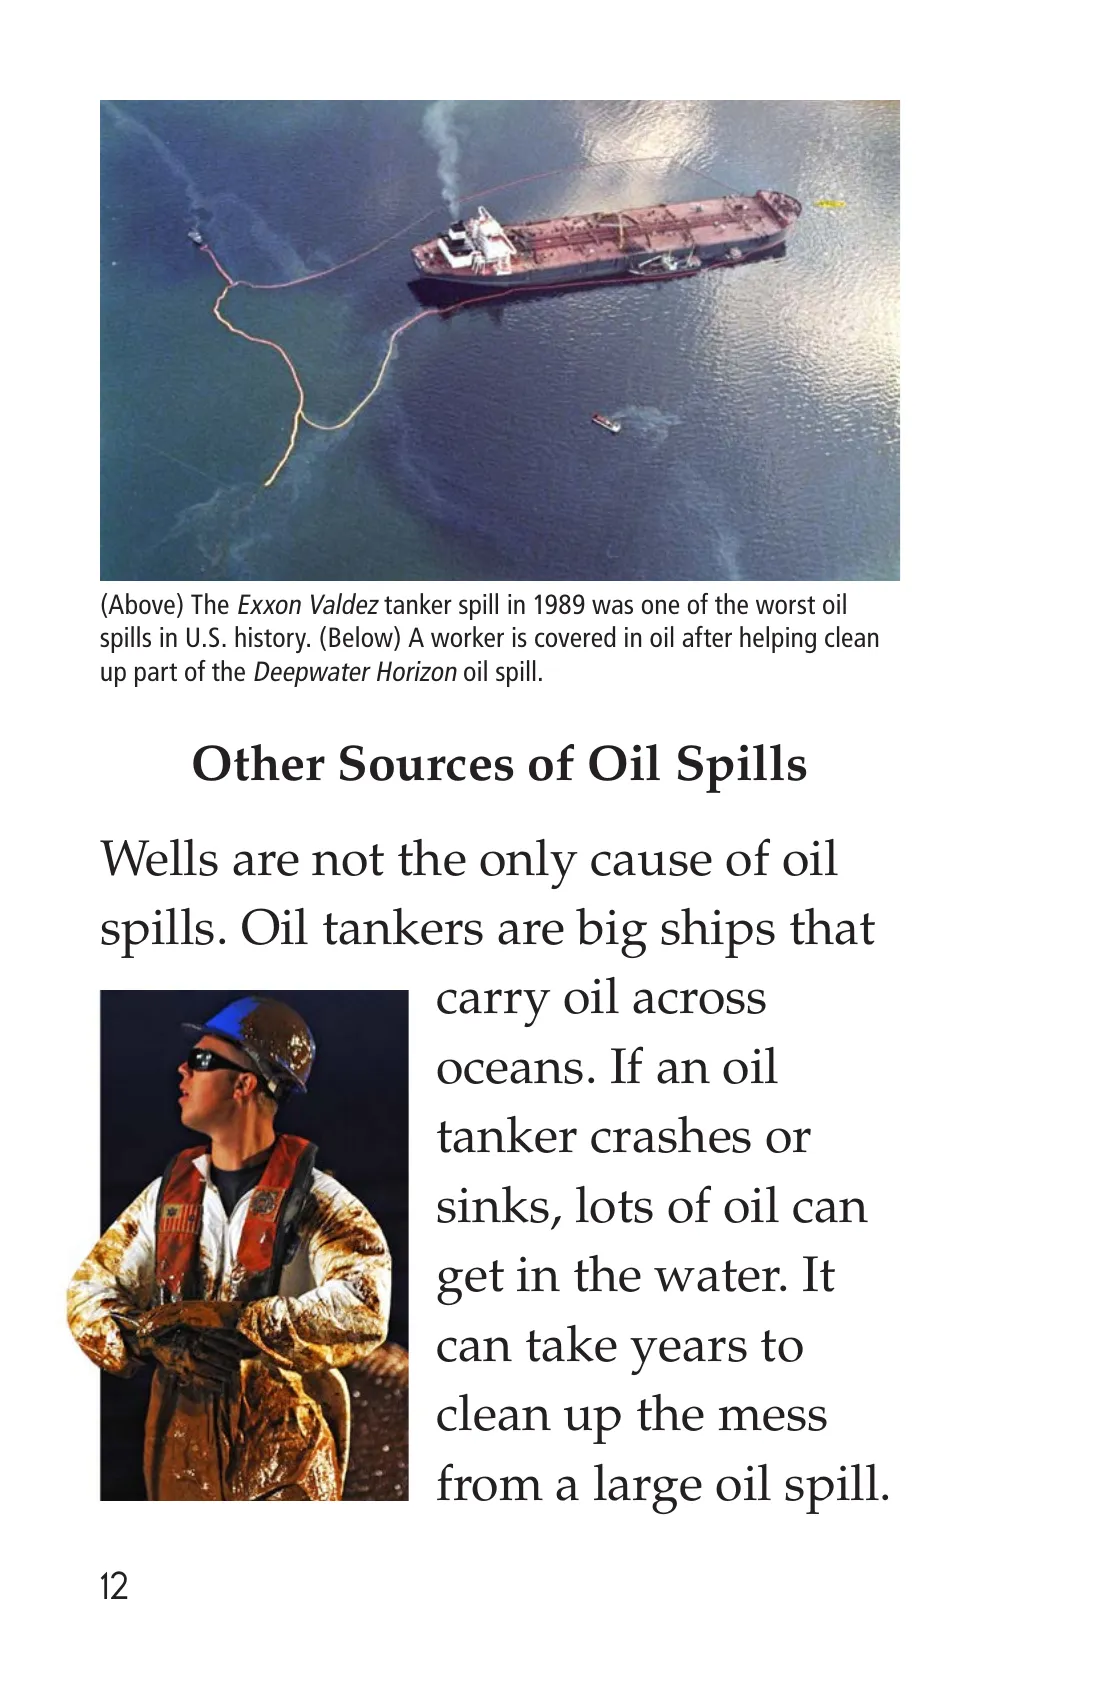 (Above) The Exxon Valdez tanker spill in 1989 was one of the worst oil
spills in U.S. history. (Below) A worker is covered in oil after helping clean
up part of the Deepwater Horizon oil spill.
Other Sources of Oil Spills
Wells are not the only cause of oil
spills. Oil tankers are big ships that
carry oil across
oceans. If an oil
tanker crashes or
sinks, lots of oil can
get in the water. It
can take years to
clean up the mess
from a large oil spill.
12